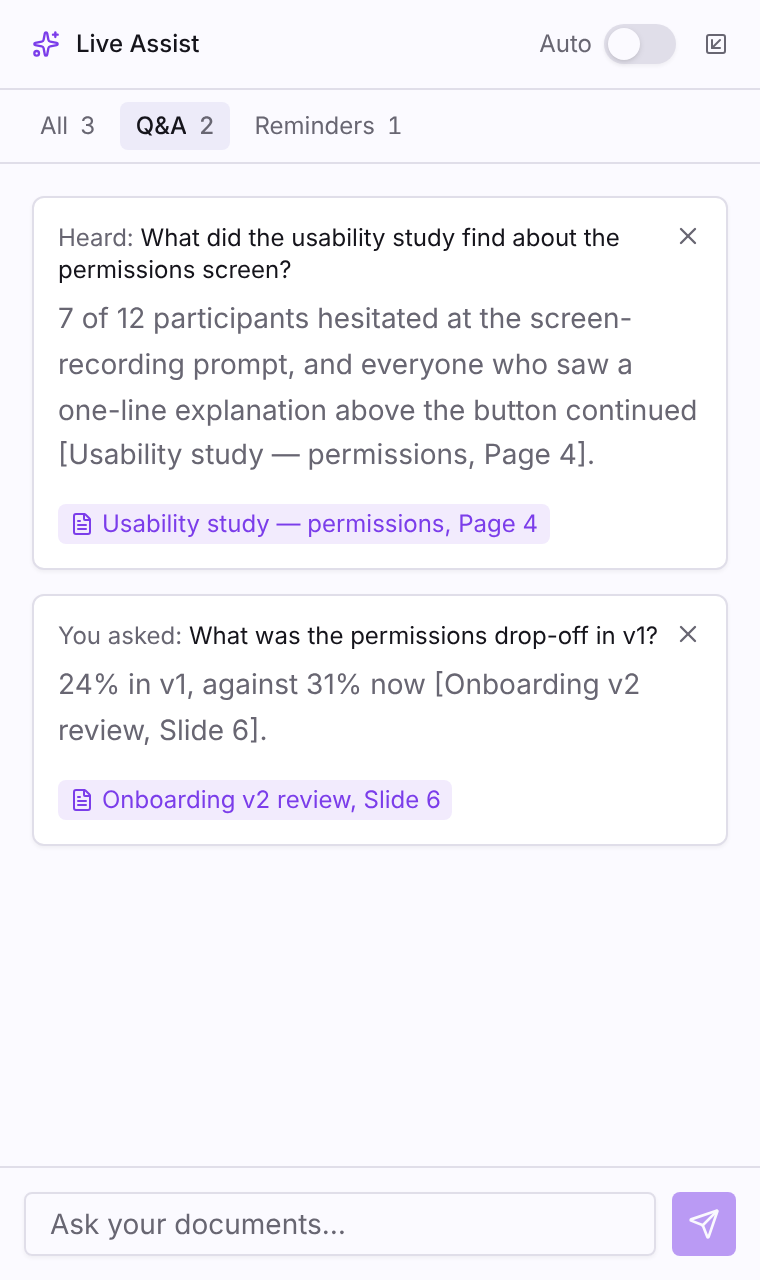 Live Assist
Auto
All 3
Q&A 2
Reminders 1
Heard: What did the usability study find about the
permissions screen?
7 of 12 participants hesitated at the screen-
recording prompt, and everyone who saw a
one-line explanation above the button continued
[Usability study — permissions, Page 4].
Usability study — permissions, Page 4
You asked: What was the permissions drop-off in v1?
24% in v1, against 31% now [Onboarding v2
review, Slide 6].
Onboarding v2 review, Slide 6
Ask your documents...